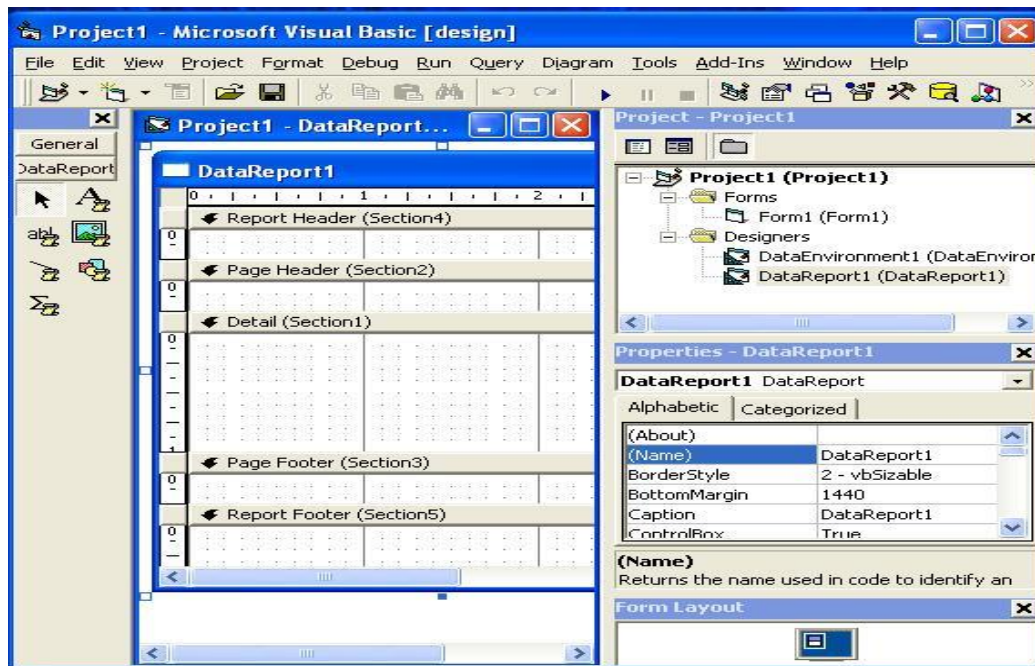 Project1 - Microsoft Visual Basic [design]
File Edit View Project Format Debug Run Query Diagram Tools Add-Ins Window Help
General
DataReport
Project1 - DataReport...
DataReport1
0 1 2
Report Header (Section4)
0
Page Header (Section2)
0
Detail (Section1)
0
1
Page Footer (Section3)
0
Report Footer (Section5)
0
Project - Project1
Project1 (Project1)
Forms
Form1 (Form1)
Designers
DataEnvironment1 (DataEnviror
DataReport1 (DataReport1)
Properties - DataReport1
DataReport1 DataReport
Alphabetic Categorized
(About)
(Name) DataReport1
BorderStyle 2 - vbSizable
BottomMargin 1440
Caption DataReport1
ControlBox True
(Name)
Returns the name used in code to identify an
Form Layout